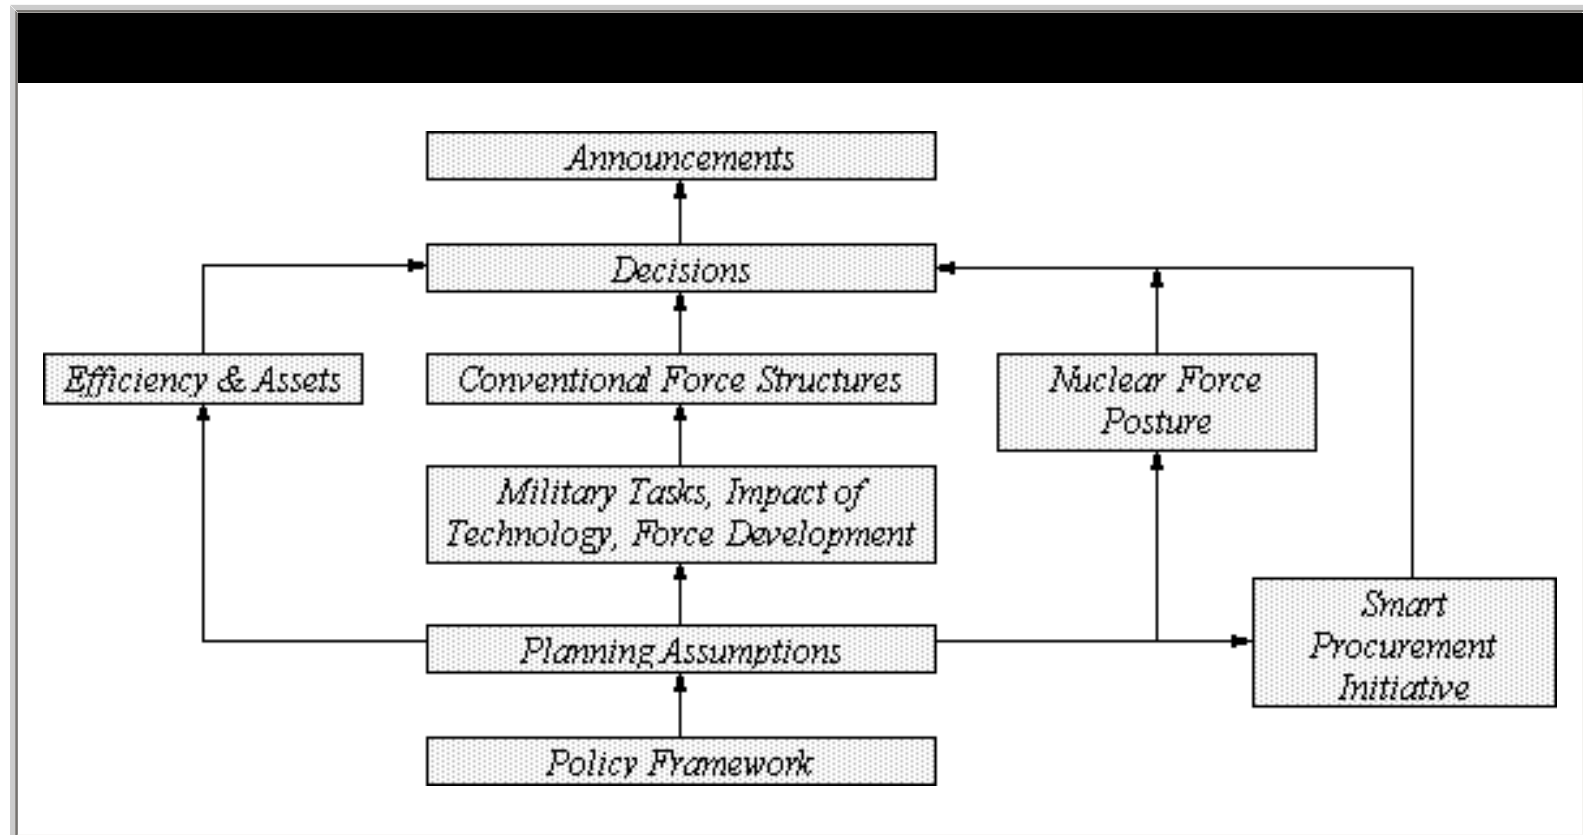 Announcements
Decisions
Efficiency & Assets
Conventional Force Structures
Nuclear Force
Posture
Military Tasks, Impact of
Technology, Force Development
Smart
Procurement
Initiative
Planning Assumptions
Policy Framework